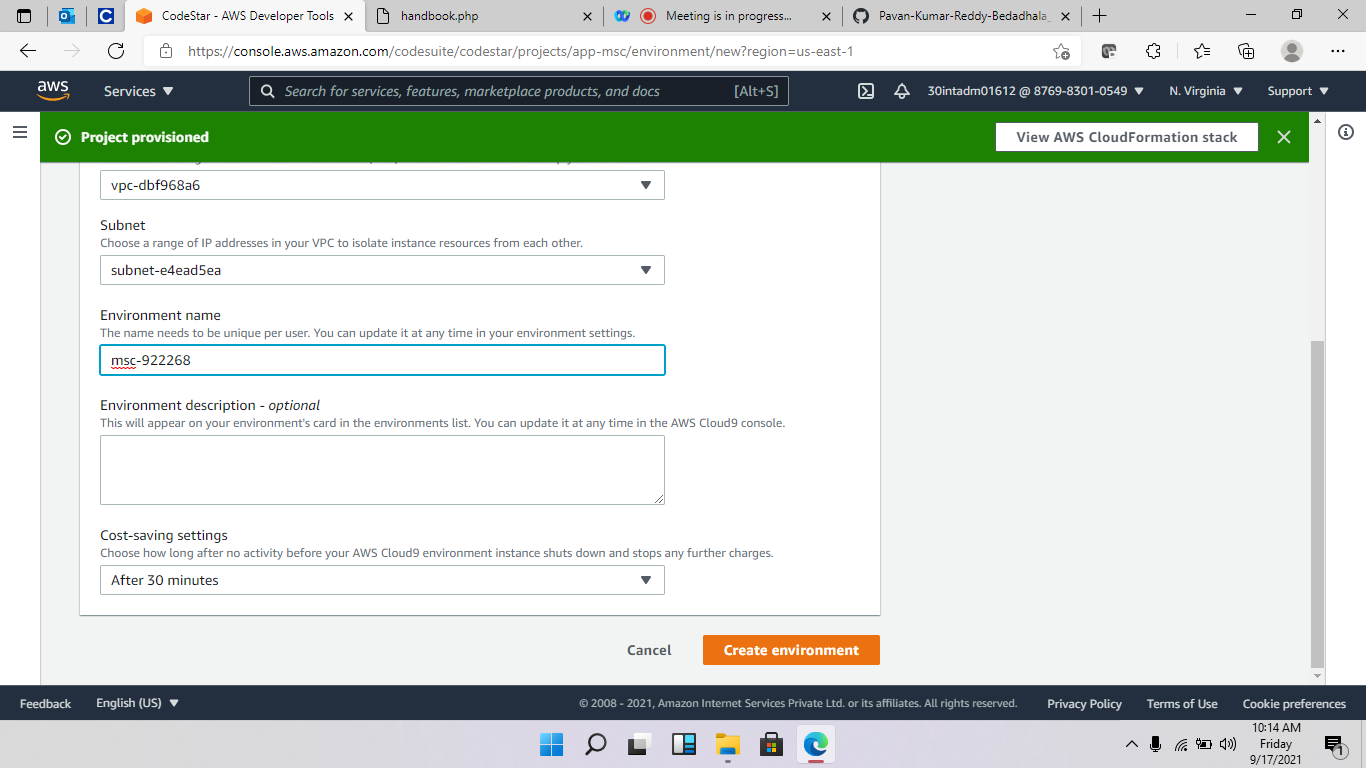 CodeStar - AWS Developer Tools
handbook.php
Meeting is in progress...
Pavan-Kumar-Reddy-Bedadhala_
https://console.aws.amazon.com/codesuite/codestar/projects/app-msc/environment/new?region=us-east-1
aws
Services
Search for services, features, marketplace products, and docs
[Alt+S]
30intadm01612 @ 8769-8301-0549
N. Virginia
Support
Project provisioned
View AWS CloudFormation stack
vpc-dbf968a6
Subnet
Choose a range of IP addresses in your VPC to isolate instance resources from each other.
subnet-e4ead5ea
Environment name
The name needs to be unique per user. You can update it at any time in your environment settings.
msc-922268
Environment description - optional
This will appear on your environment's card in the environments list. You can update it at any time in the AWS Cloud9 console.
Cost-saving settings
Choose how long after no activity before your AWS Cloud9 environment instance shuts down and stops any further charges.
After 30 minutes
Cancel
Create environment
Feedback
English (US)
© 2008 - 2021, Amazon Internet Services Private Ltd. or its affiliates. All rights reserved.
Privacy Policy
Terms of Use
Cookie preferences
10:14 AM
Friday
9/17/2021
1